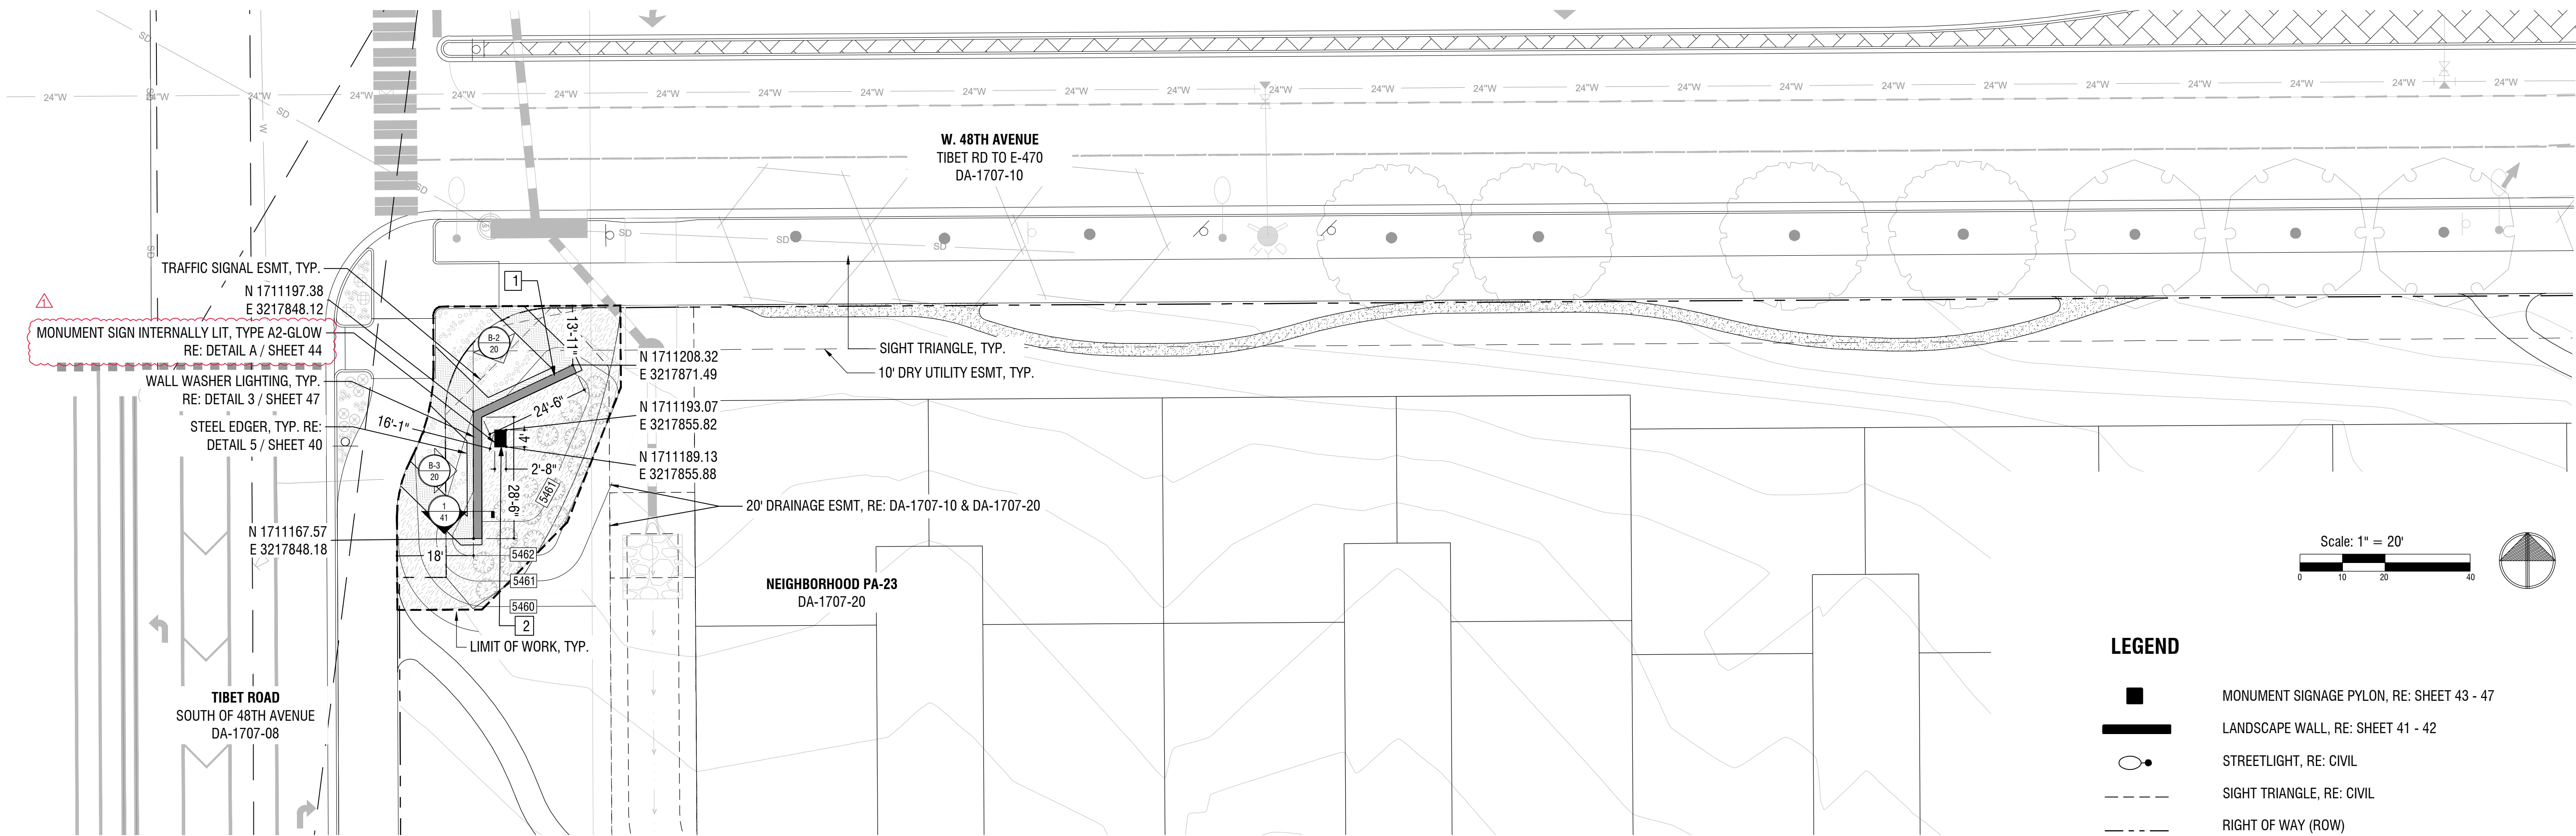 SD
24"W 24"W 24"W 24"W 24"W 24"W 24"W 24"W 24"W 24"W 24"W 24"W 24"W 24"W 24"W 24"W 24"W 24"W 24"W 24"W 24"W 24"W 24"W 24"W 24"W
SD
SD
W
SD
SD
SD
SD
SD
SD
W. 48TH AVENUE
TIBET RD TO E-470
DA-1707-10
TRAFFIC SIGNAL ESMT, TYP.
N 1711197.38
E 3217848.12
1
MONUMENT SIGN INTERNALLY LIT, TYPE A2-GLOW
RE: DETAIL A / SHEET 44
WALL WASHER LIGHTING, TYP.
RE: DETAIL 3 / SHEET 47
STEEL EDGER, TYP. RE:
DETAIL 5 / SHEET 40
N 1711167.57
E 3217848.18
1
B-2
20
13'-11"
24'-6"
16'-1"
4'
2'-8"
28'-6"
B-3
20
1
41
18'
5461
5462
5461
5460
2
LIMIT OF WORK, TYP.
N 1711208.32
E 3217871.49
N 1711193.07
E 3217855.82
N 1711189.13
E 3217855.88
SIGHT TRIANGLE, TYP.
10' DRY UTILITY ESMT, TYP.
20' DRAINAGE ESMT, RE: DA-1707-10 & DA-1707-20
NEIGHBORHOOD PA-23
DA-1707-20
TIBET ROAD
SOUTH OF 48TH AVENUE
DA-1707-08
Scale: 1" = 20'
0 10 20 40
LEGEND
MONUMENT SIGNAGE PYLON, RE: SHEET 43 - 47
LANDSCAPE WALL, RE: SHEET 41 - 42
STREETLIGHT, RE: CIVIL
SIGHT TRIANGLE, RE: CIVIL
RIGHT OF WAY (ROW)